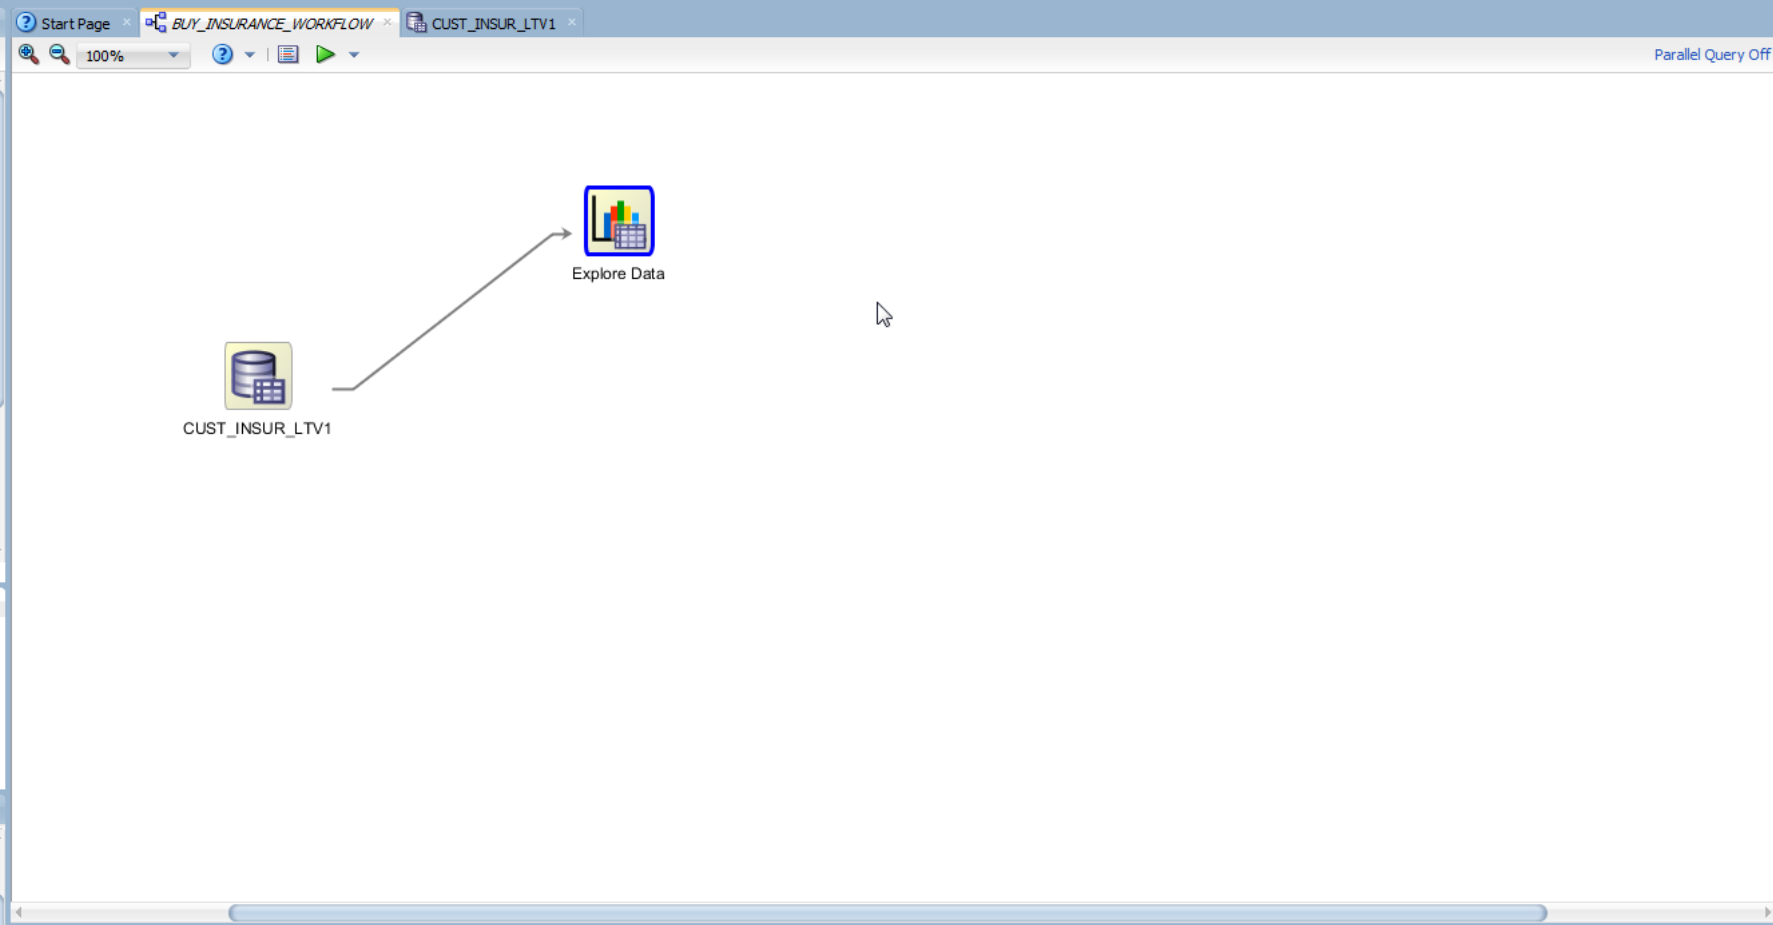 Start Page
BUY_INSURANCE_WORKFLOW
CUST_INSUR_LTV1
100%
Parallel Query Off
Explore Data
CUST_INSUR_LTV1